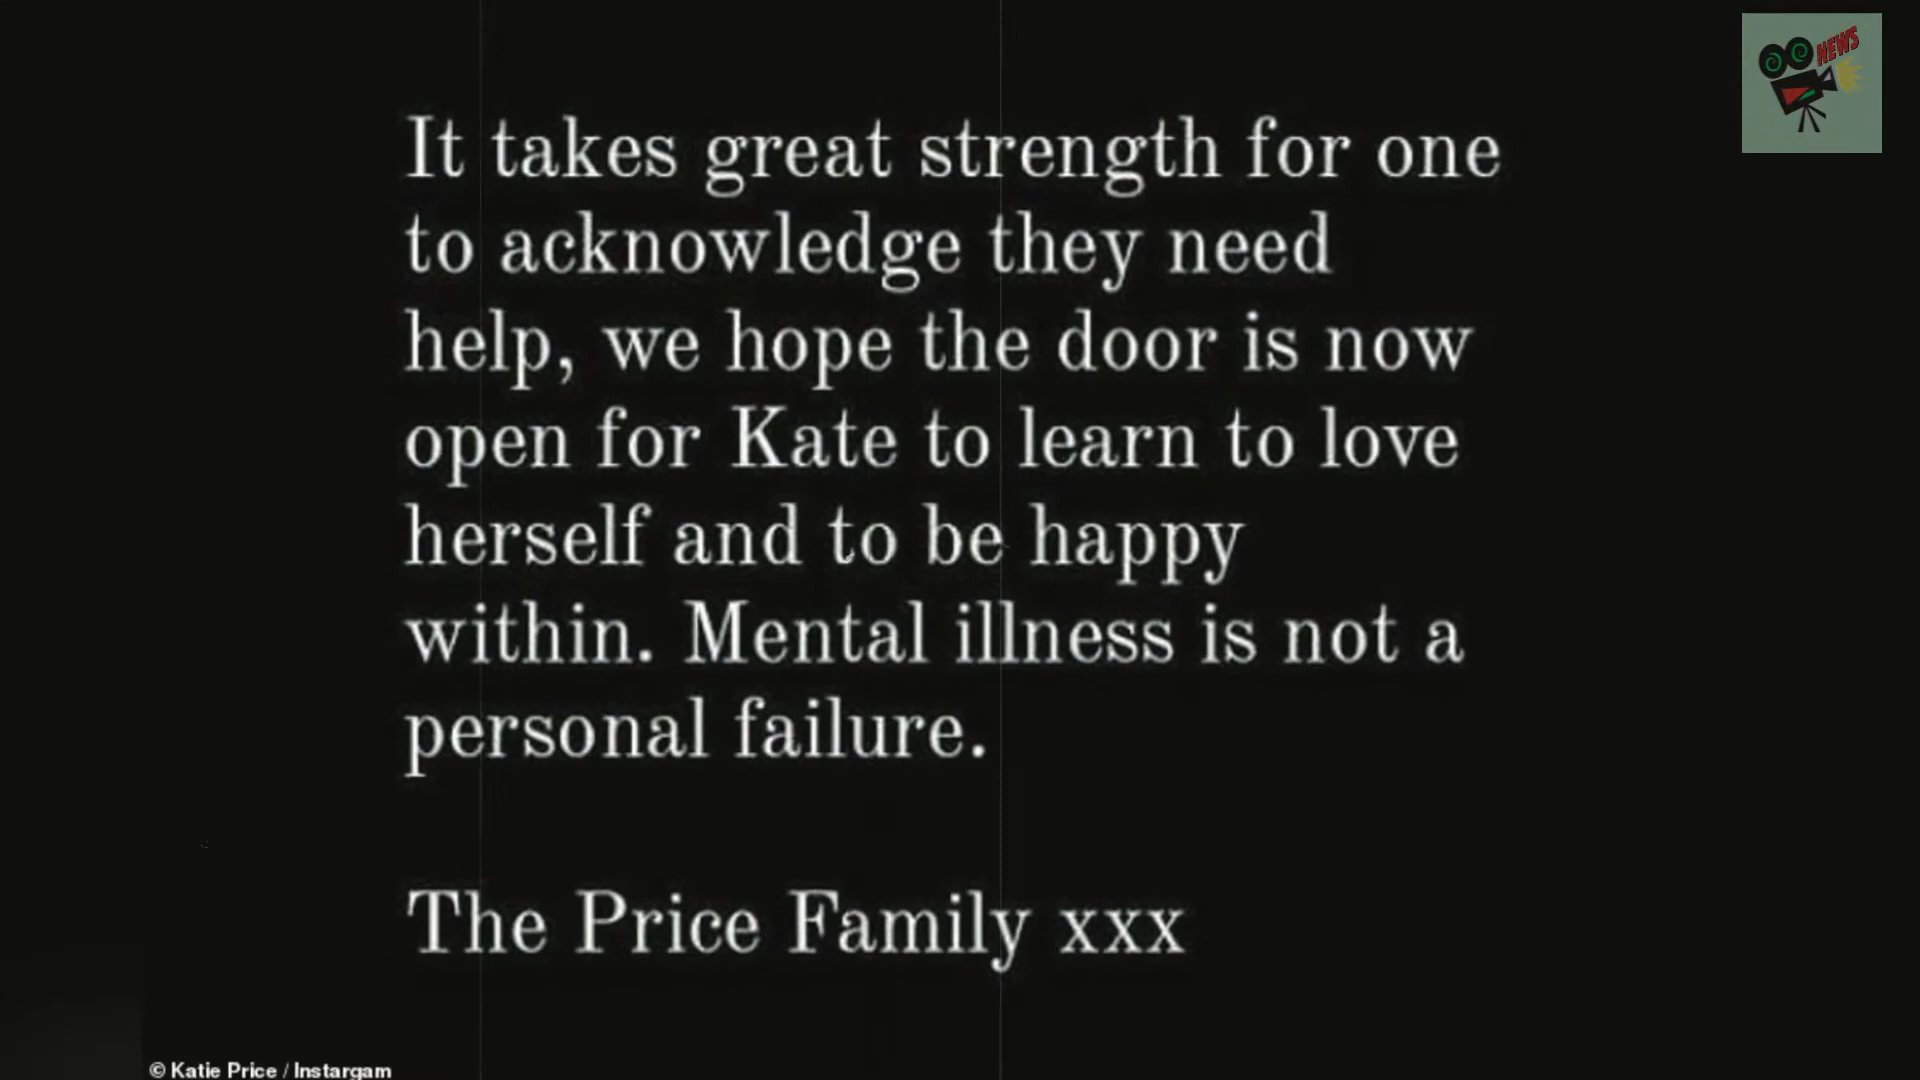 NEWS
It takes great strength for one
to acknowledge they need
help, we hope the door is now
open for Kate to learn to love
herself and to be happy
within. Mental illness is not a
personal failure.
The Price Family xxx
© Katie Price / Instargam